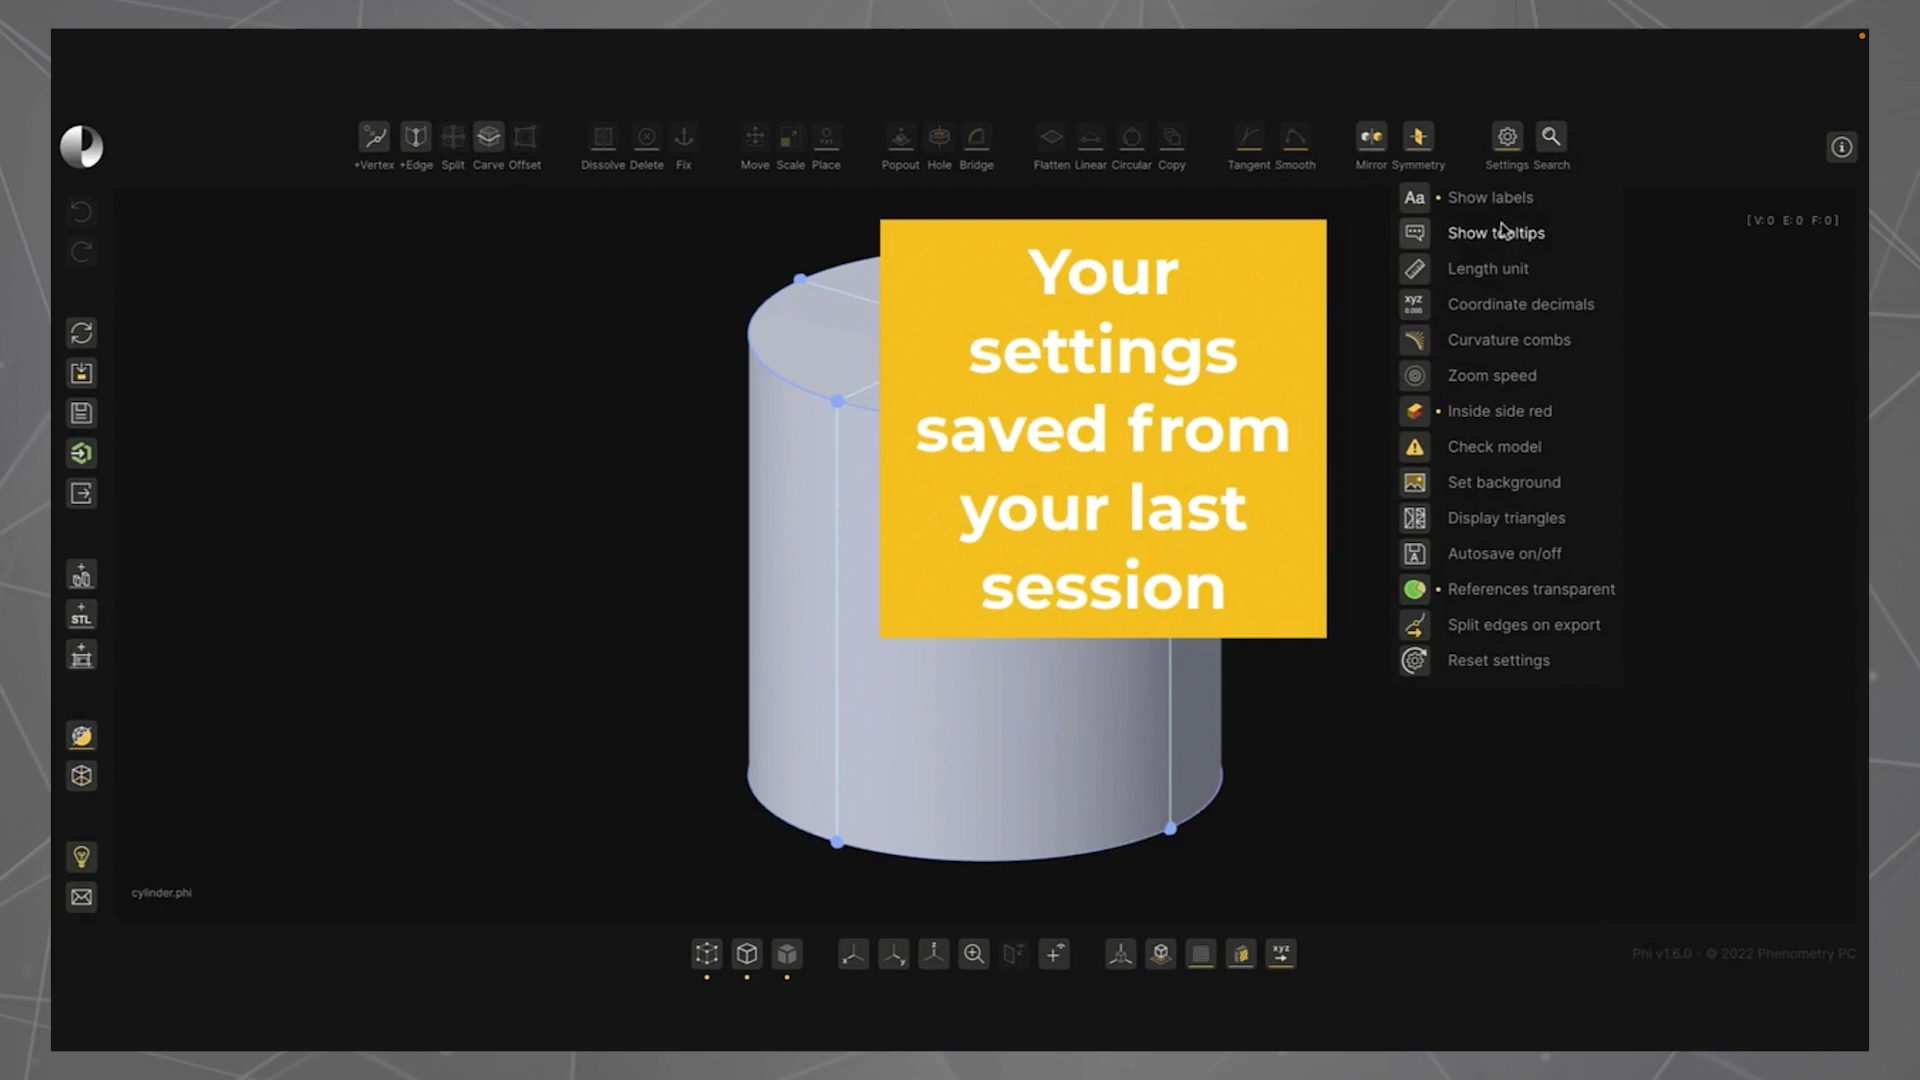 +Vertex +Edge Split Carve Offset Dissolve Delete Fix Move Scale Place Popout Hole Bridge Flatten Linear Circular Copy Tangent Smooth Mirror Symmetry Settings Search
Aa Show labels
[ V: 0 E: 0 F: 0 ]
Show tooltips
Length unit
xyz 0.000 Coordinate decimals
Curvature combs
Zoom speed
Inside side red
Check model
Set background
Display triangles
A Autosave on/off
References transparent
Split edges on export
Reset settings
Your
settings
saved from
your last
session
STL
cylinder.phi
x y z xyz
Phi v1.6.0 - © 2022 Phenometry PC